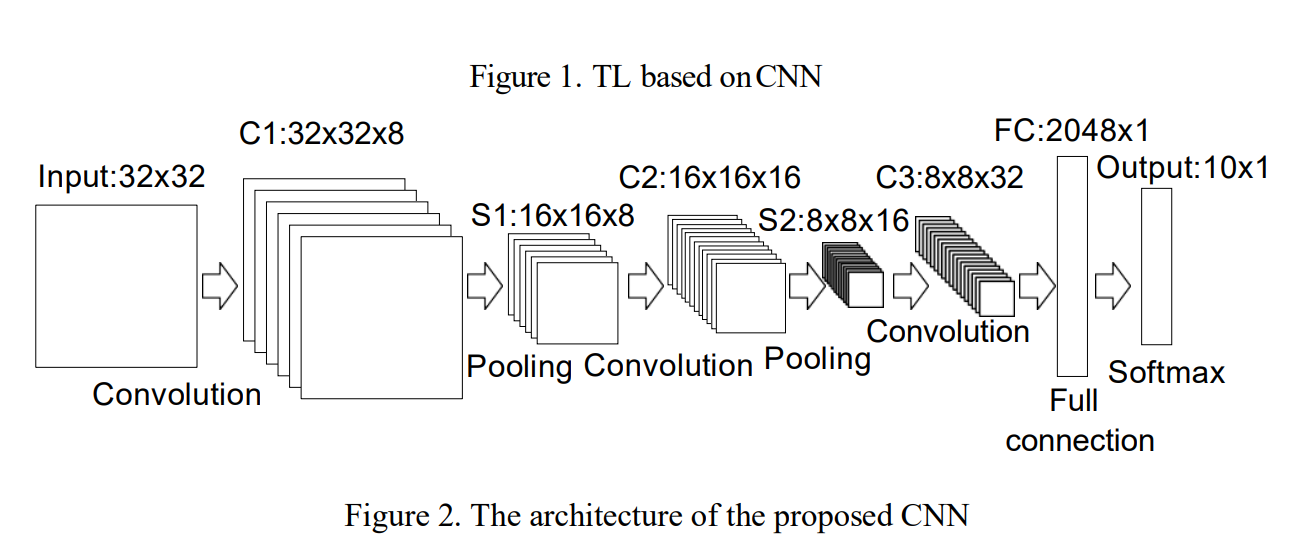 Figure 1. TL based on CNN
C1:32x32x8
FC:2048x1
Input:32x32
C2:16x16x16
C3:8x8x32
Output:10x1
S1:16x16x8
S2:8x8x16
Convolution
Pooling
Convolution
Pooling
Convolution
Softmax
Full
connection
Figure 2. The architecture of the proposed CNN